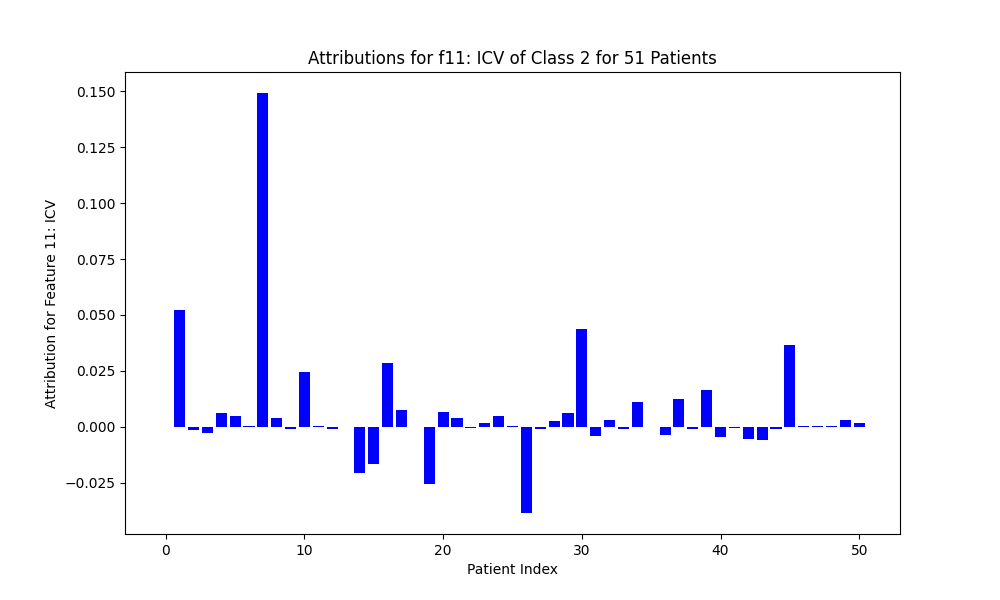 Attributions for f11: ICV of Class 2 for 51 Patients
Attribution for Feature 11: ICV
0.150
0.125
0.100
0.075
0.050
0.025
0.000
−0.025
0 10 20 30 40 50
Patient Index